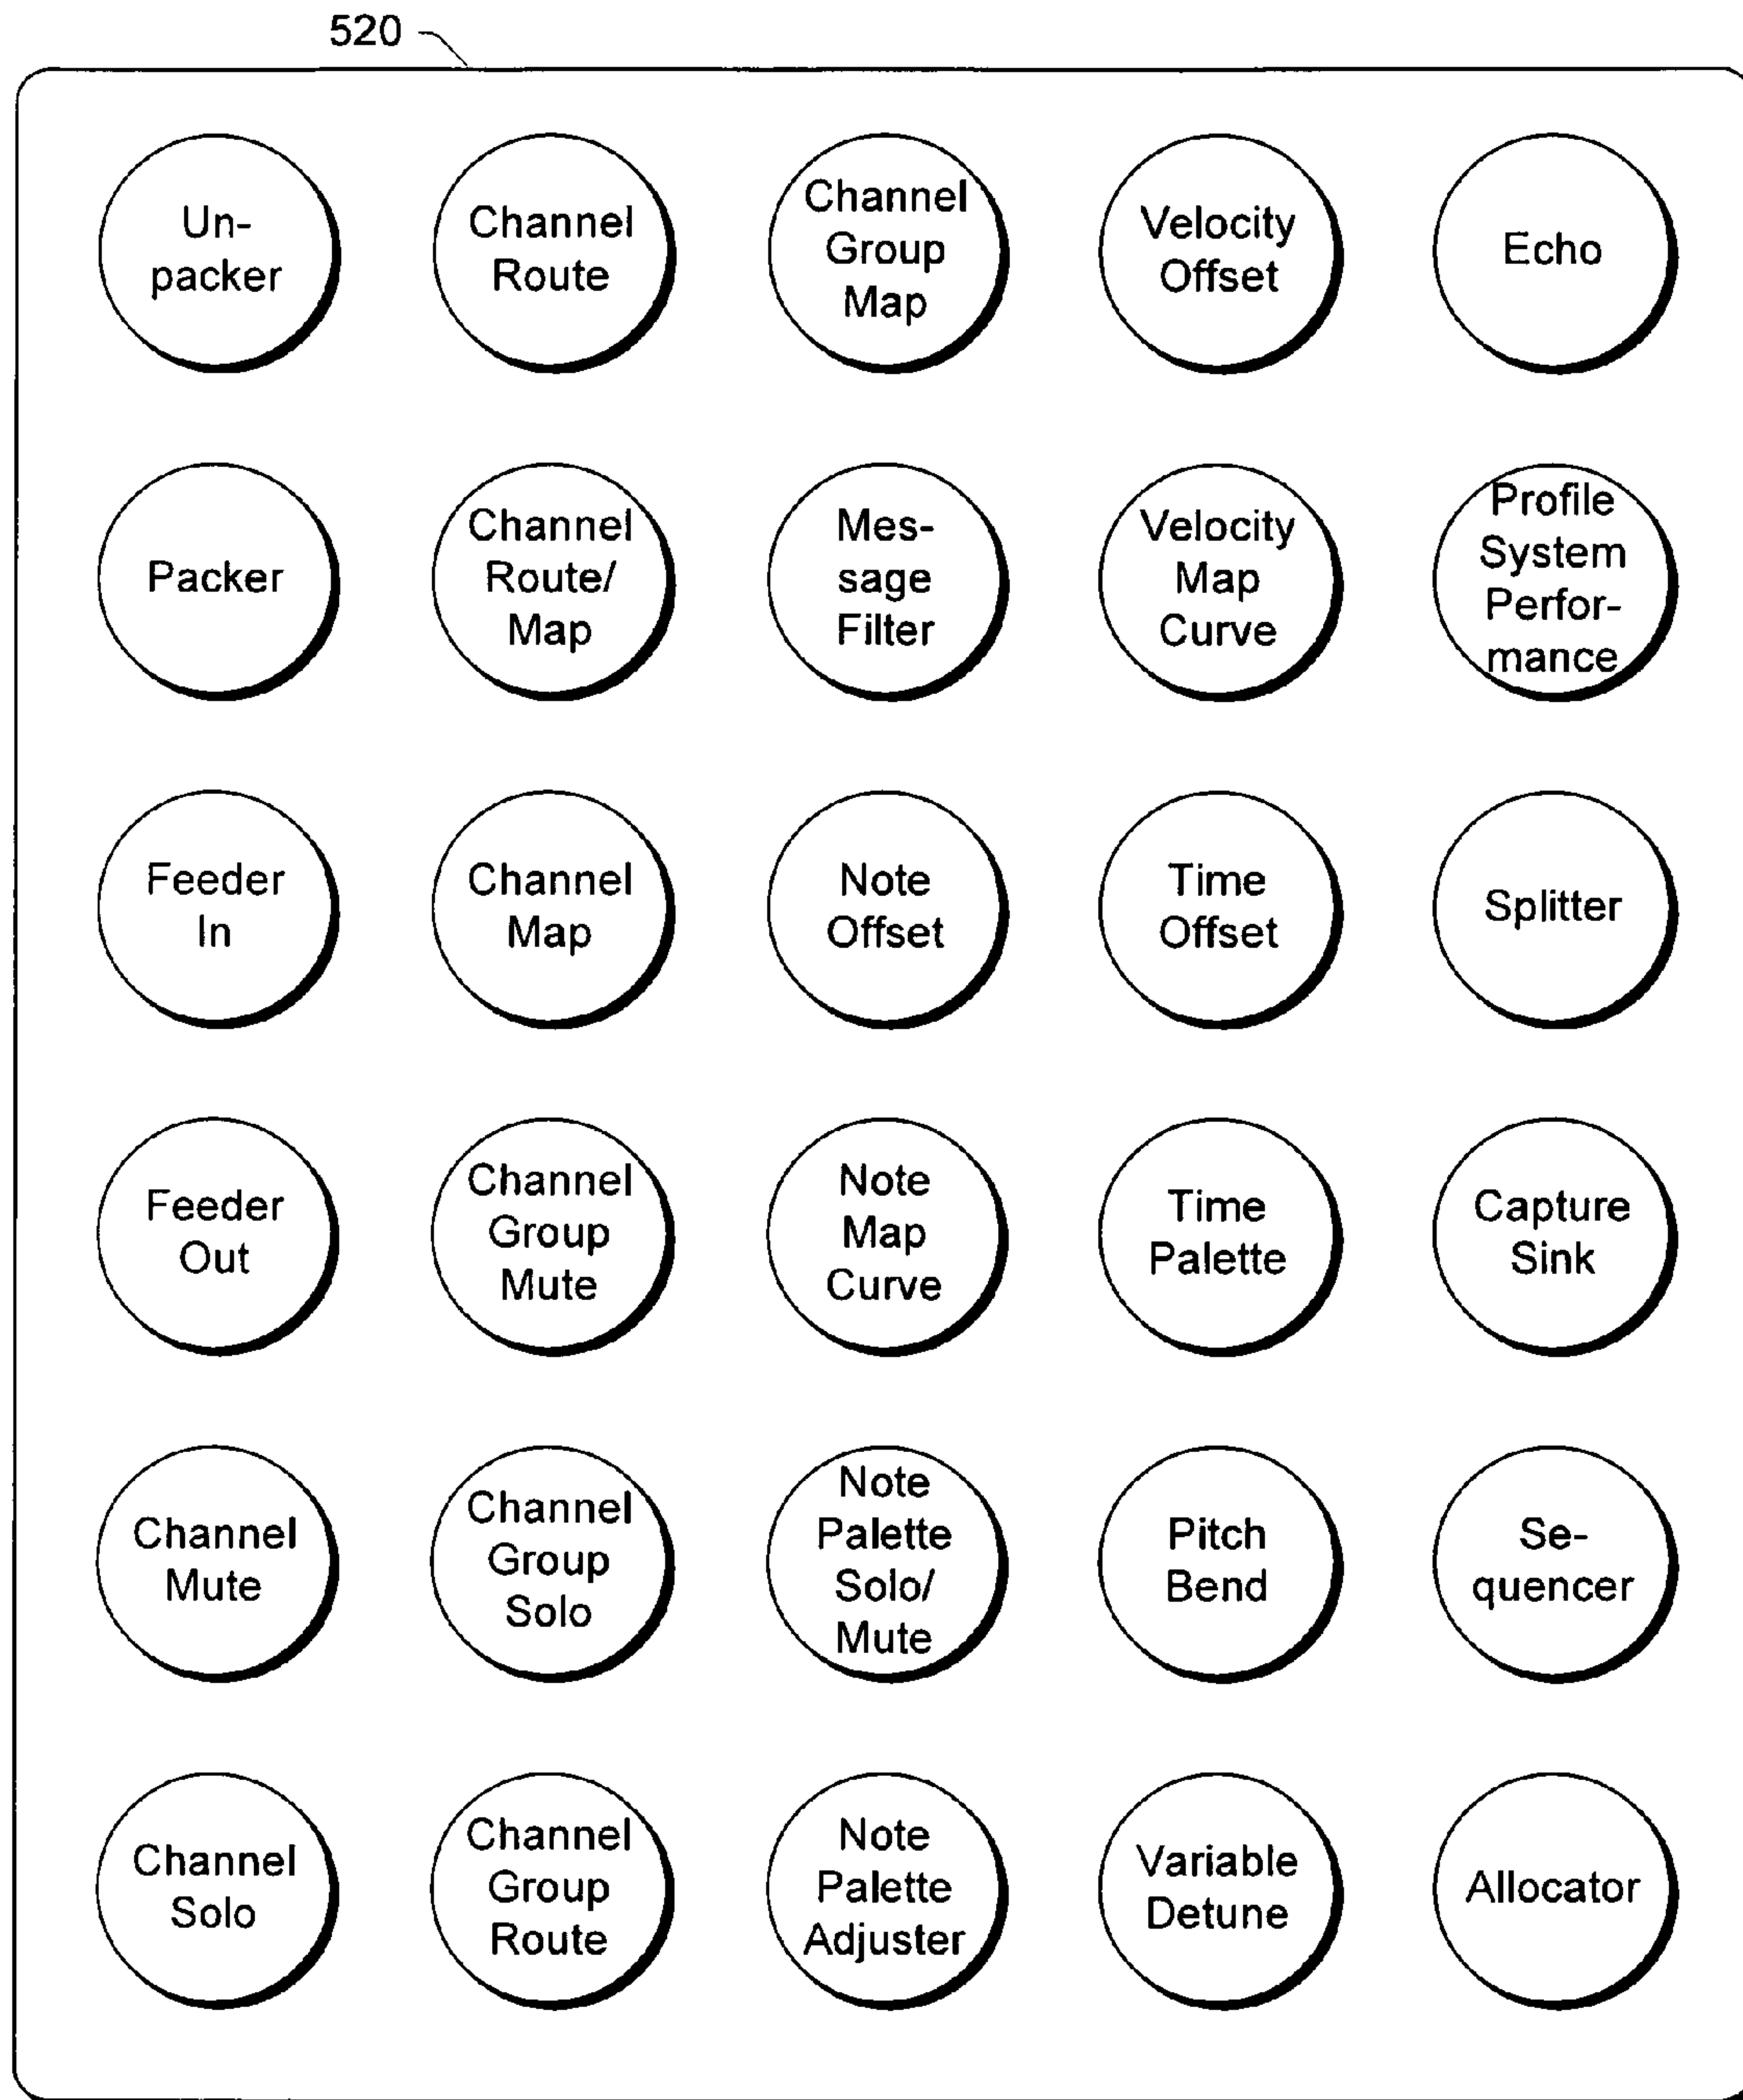 520
Un-
packer
Channel
Route
Channel
Group
Map
Velocity
Offset
Echo
Packer
Channel
Route/
Map
Mes-
sage
Filter
Velocity
Map
Curve
Profile
System
Perfor-
mance
Feeder
In
Channel
Map
Note
Offset
Time
Offset
Splitter
Feeder
Out
Channel
Group
Mute
Note
Map
Curve
Time
Palette
Capture
Sink
Channel
Mute
Channel
Group
Solo
Note
Palette
Solo/
Mute
Pitch
Bend
Se-
quencer
Channel
Solo
Channel
Group
Route
Note
Palette
Adjuster
Variable
Detune
Allocator